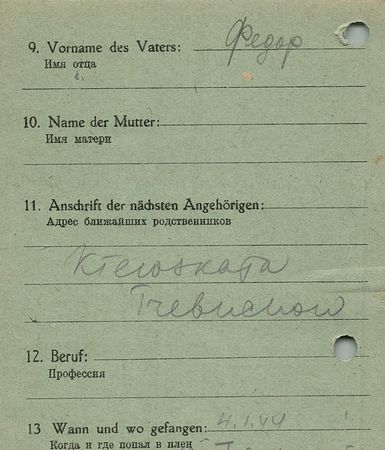 9. Vorname des Vaters: Федор
Имя отца
10. Name der Mutter:
Имя матери
11. Anschrift der nächsten Angehörigen:
Адрес ближайших родственников
12. Beruf:
Профессия
13 Wann und wo gefangen: 4.1.44
Когда и где попал в плен